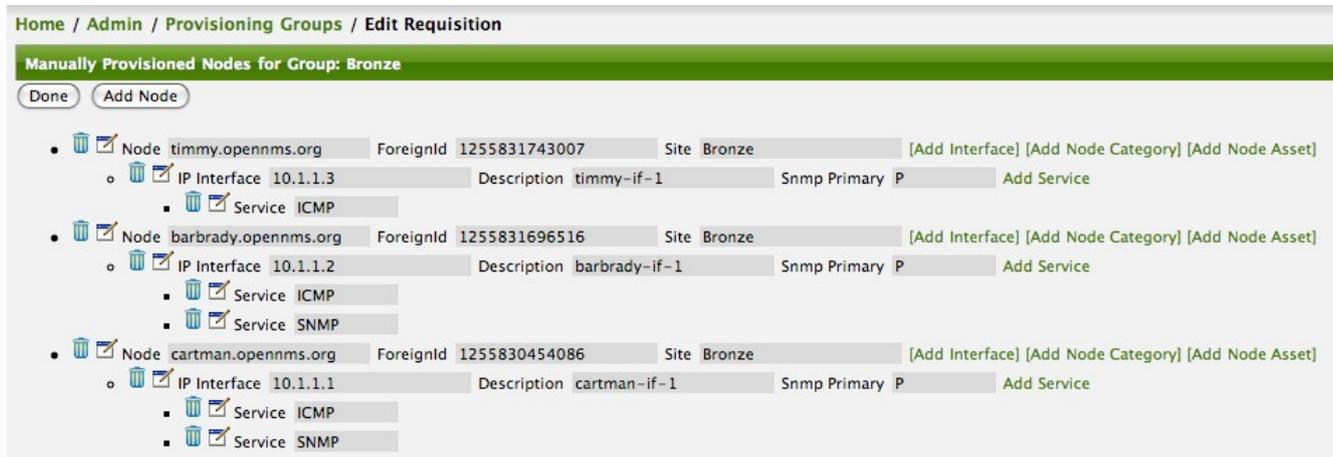 Home / Admin / Provisioning Groups / Edit Requisition
Manually Provisioned Nodes for Group: Bronze
Done Add Node
Node timmy.opennms.org ForeignId 1255831743007 Site Bronze [Add Interface] [Add Node Category] [Add Node Asset]
IP Interface 10.1.1.3 Description timmy-if-1 Snmp Primary P Add Service
Service ICMP
Node barbrady.opennms.org ForeignId 1255831696516 Site Bronze [Add Interface] [Add Node Category] [Add Node Asset]
IP Interface 10.1.1.2 Description barbrady-if-1 Snmp Primary P Add Service
Service ICMP
Service SNMP
Node cartman.opennms.org ForeignId 1255830454086 Site Bronze [Add Interface] [Add Node Category] [Add Node Asset]
IP Interface 10.1.1.1 Description cartman-if-1 Snmp Primary P Add Service
Service ICMP
Service SNMP